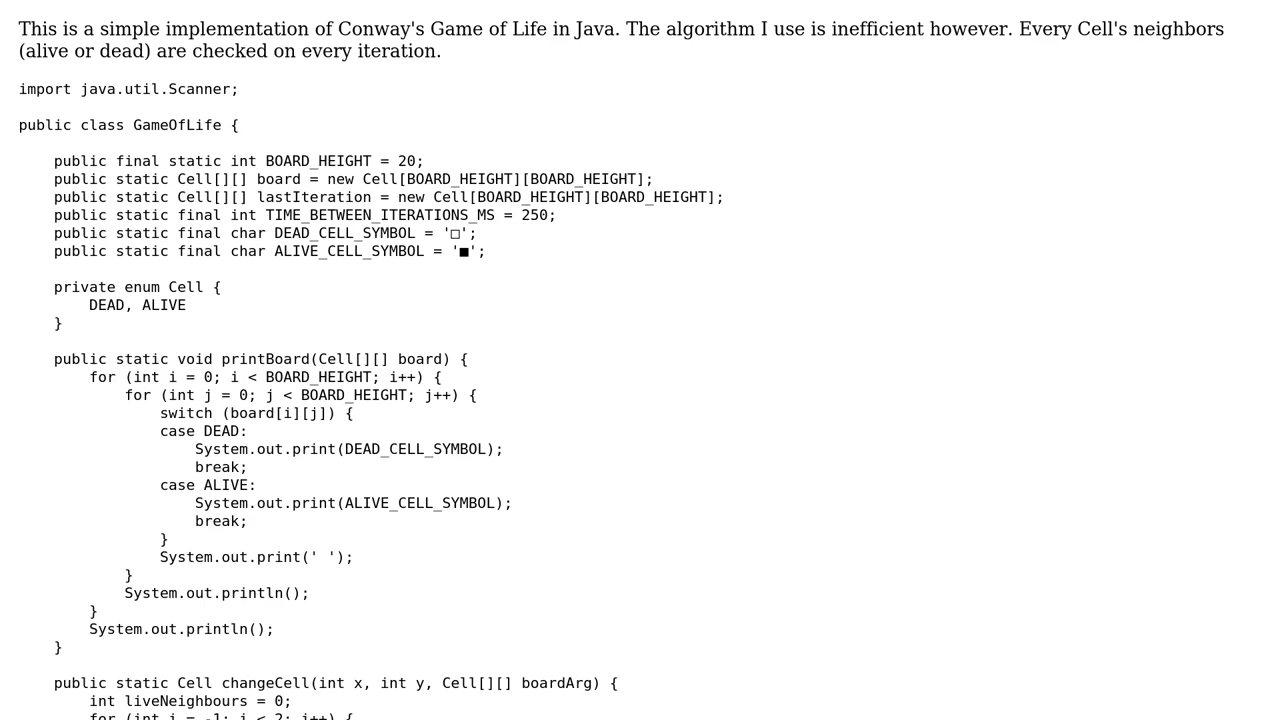 This is a simple implementation of Conway's Game of Life in Java. The algorithm I use is inefficient however. Every Cell's neighbors
(alive or dead) are checked on every iteration.
import java.util.Scanner;
public class GameOfLife {
    public final static int BOARD_HEIGHT = 20;
    public static Cell[][] board = new Cell[BOARD_HEIGHT][BOARD_HEIGHT];
    public static Cell[][] lastIteration = new Cell[BOARD_HEIGHT][BOARD_HEIGHT];
    public static final int TIME_BETWEEN_ITERATIONS_MS = 250;
    public static final char DEAD_CELL_SYMBOL = '□';
    public static final char ALIVE_CELL_SYMBOL = '■';
    private enum Cell {
        DEAD, ALIVE
    }
    public static void printBoard(Cell[][] board) {
        for (int i = 0; i < BOARD_HEIGHT; i++) {
            for (int j = 0; j < BOARD_HEIGHT; j++) {
                switch (board[i][j]) {
                case DEAD:
                    System.out.print(DEAD_CELL_SYMBOL);
                    break;
                case ALIVE:
                    System.out.print(ALIVE_CELL_SYMBOL);
                    break;
                }
                System.out.print(' ');
            }
            System.out.println();
        }
        System.out.println();
    }
    public static Cell changeCell(int x, int y, Cell[][] boardArg) {
        int liveNeighbours = 0;
        for (int i = -1; i < 2; i++) {